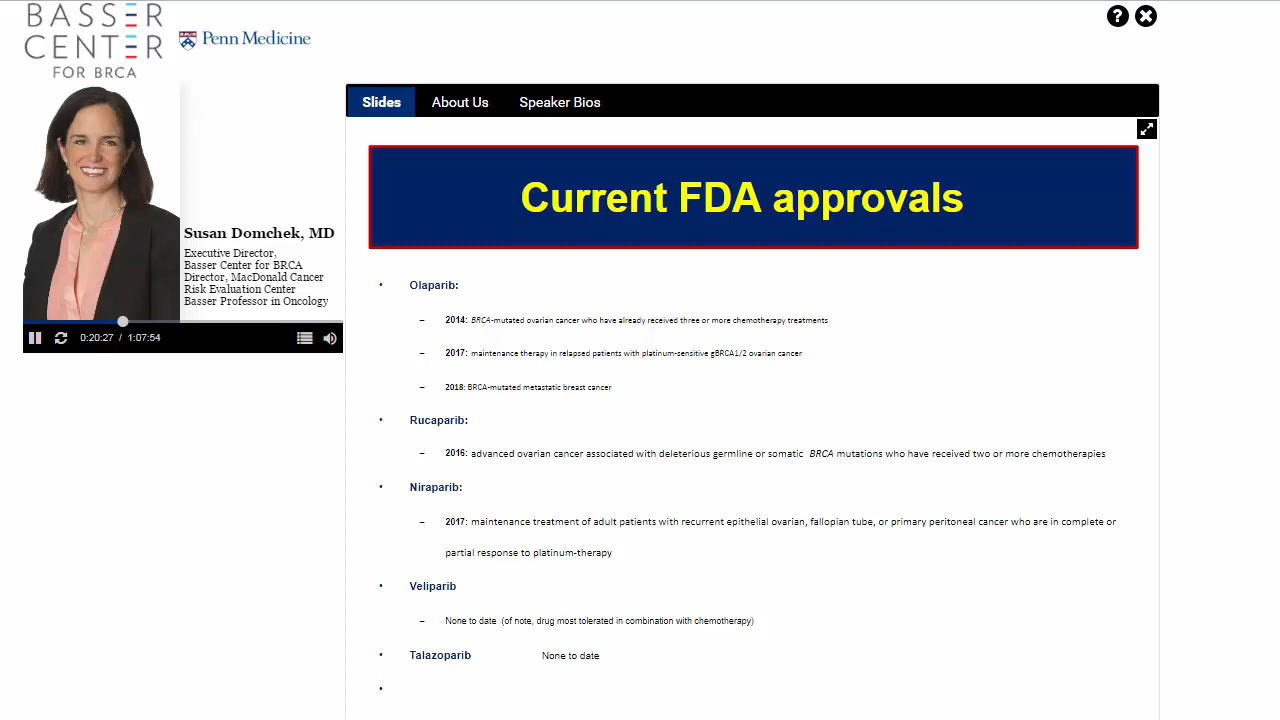 BASSER
CENTER
FOR BRCA
Penn Medicine
Susan Domchek, MD
Executive Director,
Basser Center for BRCA
Director, MacDonald Cancer
Risk Evaluation Center
Basser Professor in Oncology
0:20:27 / 1:07:54
?
Slides About Us Speaker Bios
Current FDA approvals
• Olaparib:
– 2014: BRCA-mutated ovarian cancer who have already received three or more chemotherapy treatments
– 2017: maintenance therapy in relapsed patients with platinum-sensitive gBRCA1/2 ovarian cancer
– 2018: BRCA-mutated metastatic breast cancer
• Rucaparib:
– 2016: advanced ovarian cancer associated with deleterious germline or somatic BRCA mutations who have received two or more chemotherapies
• Niraparib:
– 2017: maintenance treatment of adult patients with recurrent epithelial ovarian, fallopian tube, or primary peritoneal cancer who are in complete or
partial response to platinum-therapy
• Veliparib
– None to date (of note, drug most tolerated in combination with chemotherapy)
• Talazoparib None to date
•